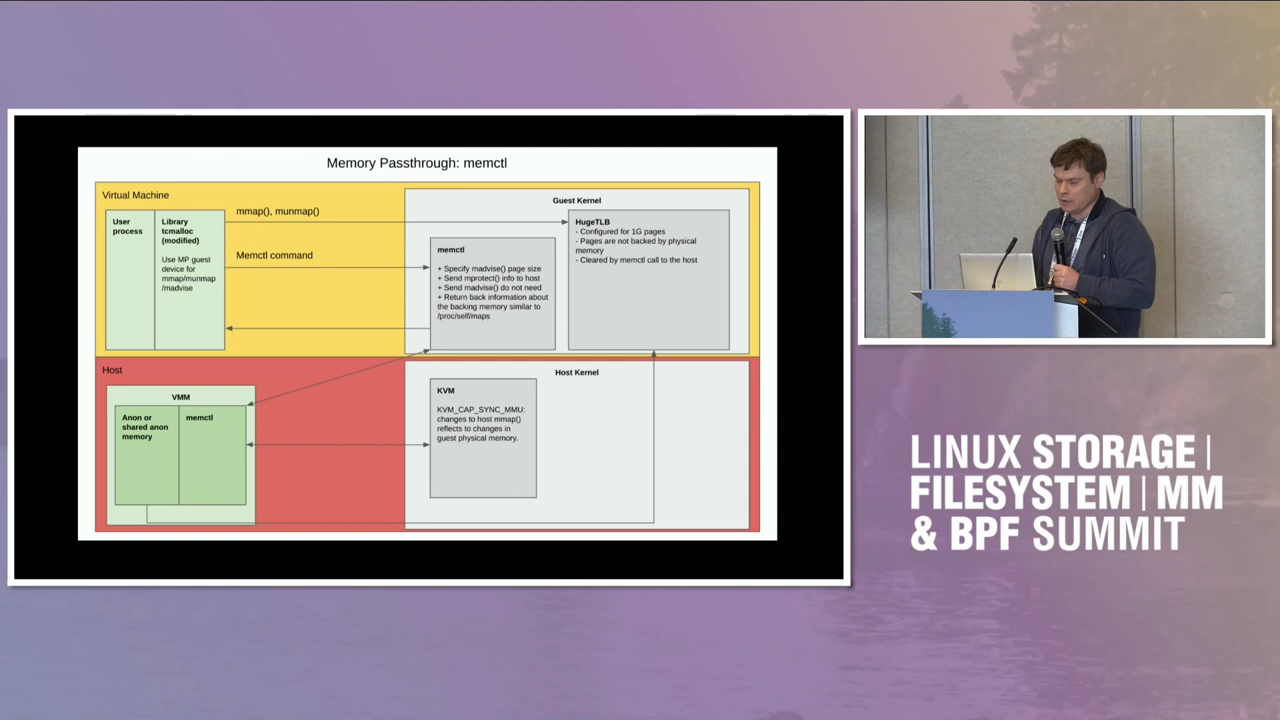 Memory Passthrough: memctl
Virtual Machine
User
process
Library
tcmalloc
(modified)
Use MP guest
device for
mmap/munmap
/madvise
mmap(), munmap()
Memctl command
Guest Kernel
memctl
+ Specify madvise() page size
+ Send mprotect() info to host
+ Send madvise() do not need
+ Return back information about
the backing memory similar to
/proc/self/maps
HugeTLB
- Configured for 1G pages
- Pages are not backed by physical
memory
- Cleared by memctl call to the host
Host
VMM
Anon or
shared anon
memory
memctl
Host Kernel
KVM
KVM_CAP_SYNC_MMU:
changes to host mmap()
reflects to changes in
guest physical memory.
LINUX STORAGE |
FILESYSTEM | MM
& BPF SUMMIT